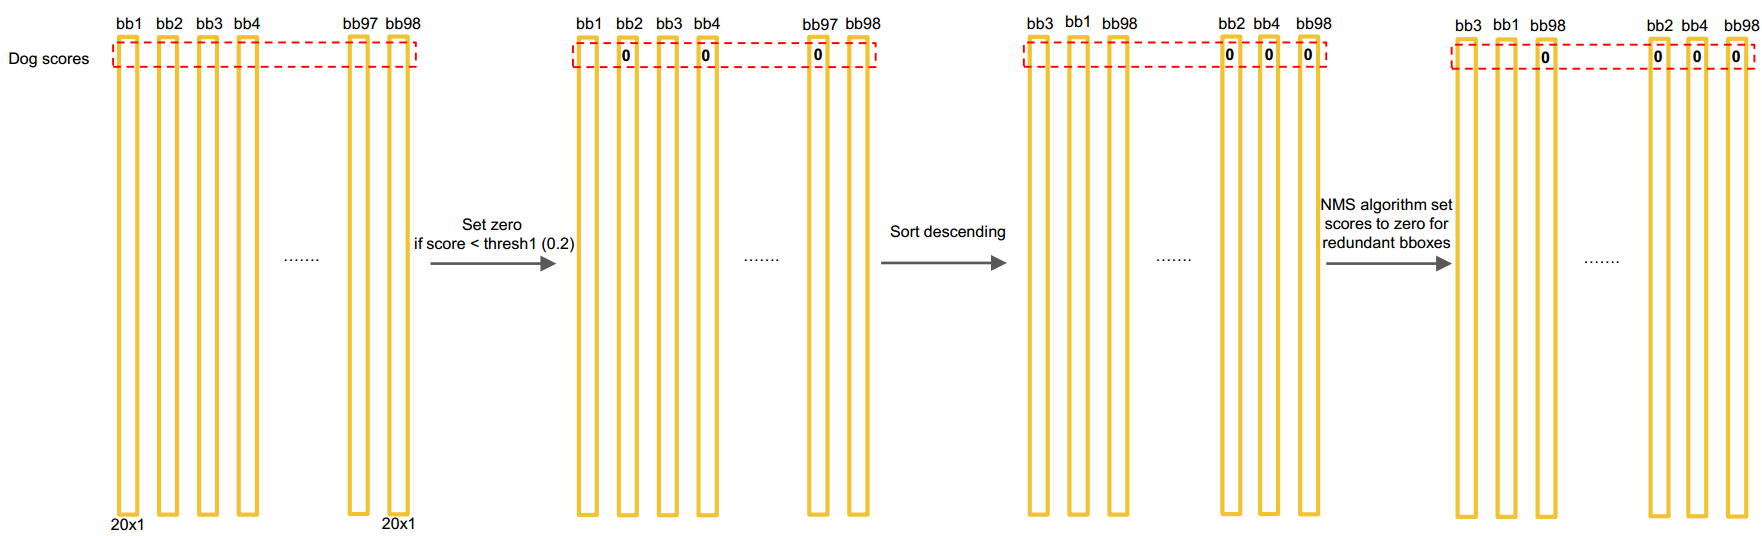 bb1 bb2 bb3 bb4 bb97 bb98
bb1 bb2 bb3 bb4 bb97 bb98
bb3 bb1 bb98 bb2 bb4 bb98
bb3 bb1 bb98 bb2 bb4 bb98
Dog scores
0 0 0
0 0 0
0 0 0 0
Set zero
if score < thresh1 (0.2)
Sort descending
NMS algorithm set
scores to zero for
redundant bboxes
.......
.......
.......
.......
20x1 20x1